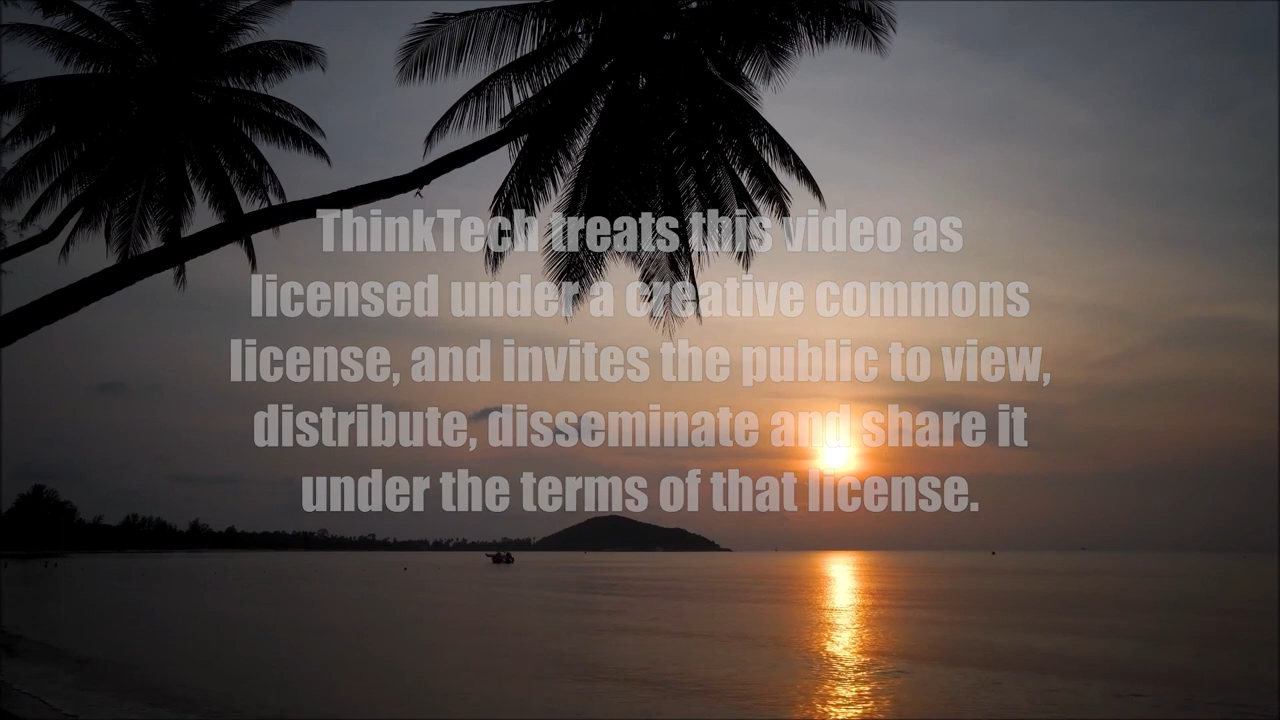 ThinkTech treats this video as
licensed under a creative commons
license, and invites the public to view,
distribute, disseminate and share it
under the terms of that license.